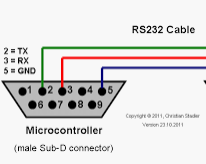 RS232 Cable
2 = TX
3 = RX
5 = GND
1 2 3 4 5
6 7 8 9
Copyright © 2011, Christian Stadler
Version 23.10.2011
Microcontroller
(male Sub-D connector)